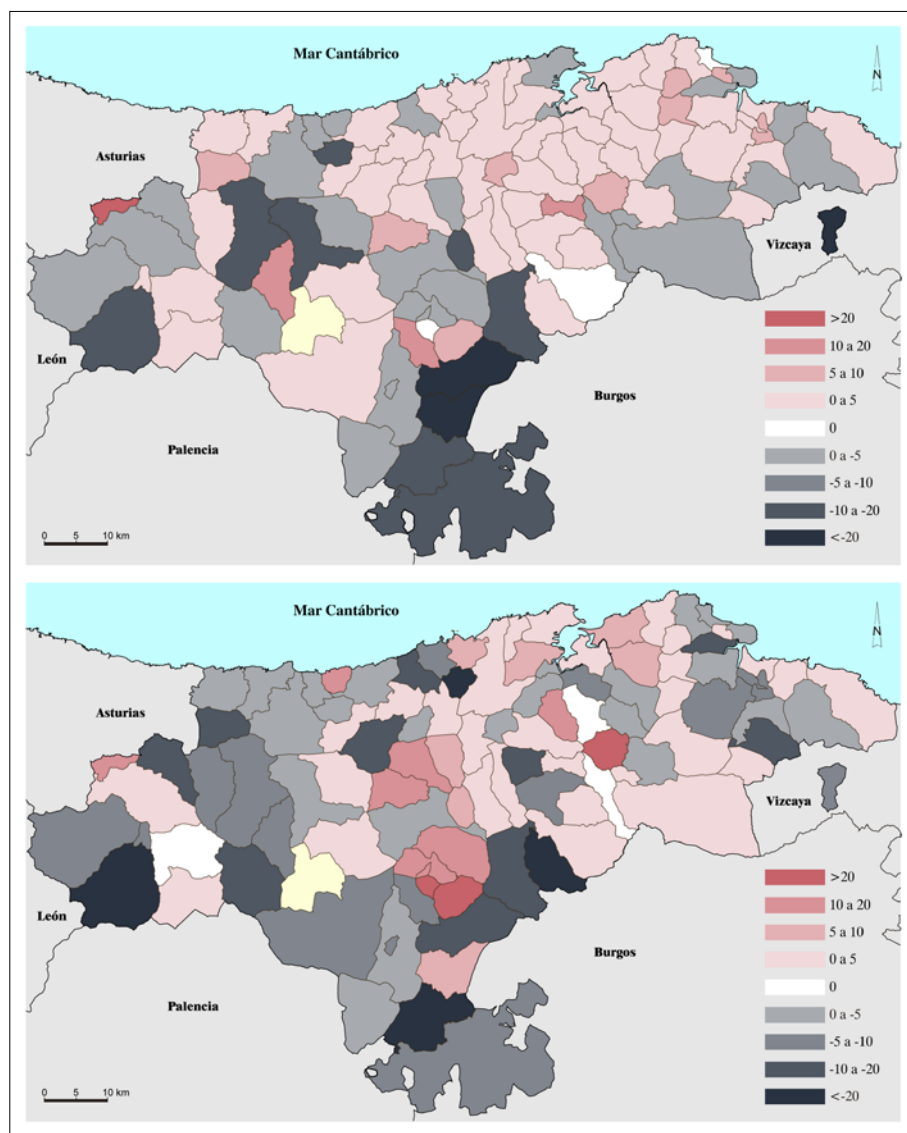 Mar Cantábrico
N
Asturias
Vizcaya
León
Burgos
Palencia
>20
10 a 20
5 a 10
0 a 5
0
0 a -5
-5 a -10
-10 a -20
<-20
0 5 10 km
Mar Cantábrico
N
Asturias
Vizcaya
León
Burgos
Palencia
>20
10 a 20
5 a 10
0 a 5
0
0 a -5
-5 a -10
-10 a -20
<-20
0 5 10 km